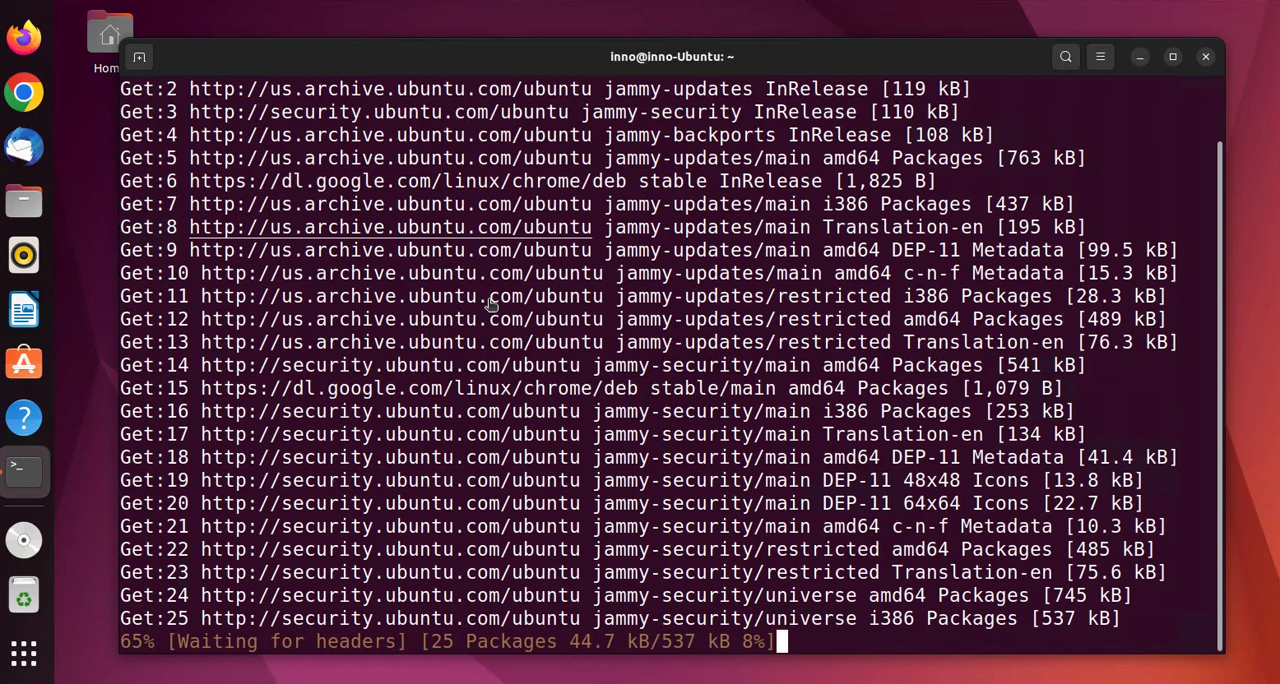 inno@inno-Ubuntu: ~
Hom
Get:2 http://us.archive.ubuntu.com/ubuntu jammy-updates InRelease [119 kB]
Get:3 http://security.ubuntu.com/ubuntu jammy-security InRelease [110 kB]
Get:4 http://us.archive.ubuntu.com/ubuntu jammy-backports InRelease [108 kB]
Get:5 http://us.archive.ubuntu.com/ubuntu jammy-updates/main amd64 Packages [763 kB]
Get:6 https://dl.google.com/linux/chrome/deb stable InRelease [1,825 B]
Get:7 http://us.archive.ubuntu.com/ubuntu jammy-updates/main i386 Packages [437 kB]
Get:8 http://us.archive.ubuntu.com/ubuntu jammy-updates/main Translation-en [195 kB]
Get:9 http://us.archive.ubuntu.com/ubuntu jammy-updates/main amd64 DEP-11 Metadata [99.5 kB]
Get:10 http://us.archive.ubuntu.com/ubuntu jammy-updates/main amd64 c-n-f Metadata [15.3 kB]
Get:11 http://us.archive.ubuntu.com/ubuntu jammy-updates/restricted i386 Packages [28.3 kB]
Get:12 http://us.archive.ubuntu.com/ubuntu jammy-updates/restricted amd64 Packages [489 kB]
Get:13 http://us.archive.ubuntu.com/ubuntu jammy-updates/restricted Translation-en [76.3 kB]
Get:14 http://security.ubuntu.com/ubuntu jammy-security/main amd64 Packages [541 kB]
Get:15 https://dl.google.com/linux/chrome/deb stable/main amd64 Packages [1,079 B]
Get:16 http://security.ubuntu.com/ubuntu jammy-security/main i386 Packages [253 kB]
Get:17 http://security.ubuntu.com/ubuntu jammy-security/main Translation-en [134 kB]
Get:18 http://security.ubuntu.com/ubuntu jammy-security/main amd64 DEP-11 Metadata [41.4 kB]
Get:19 http://security.ubuntu.com/ubuntu jammy-security/main DEP-11 48x48 Icons [13.8 kB]
Get:20 http://security.ubuntu.com/ubuntu jammy-security/main DEP-11 64x64 Icons [22.7 kB]
Get:21 http://security.ubuntu.com/ubuntu jammy-security/main amd64 c-n-f Metadata [10.3 kB]
Get:22 http://security.ubuntu.com/ubuntu jammy-security/restricted amd64 Packages [485 kB]
Get:23 http://security.ubuntu.com/ubuntu jammy-security/restricted Translation-en [75.6 kB]
Get:24 http://security.ubuntu.com/ubuntu jammy-security/universe amd64 Packages [745 kB]
Get:25 http://security.ubuntu.com/ubuntu jammy-security/universe i386 Packages [537 kB]
65% [Waiting for headers] [25 Packages 44.7 kB/537 kB 8%]